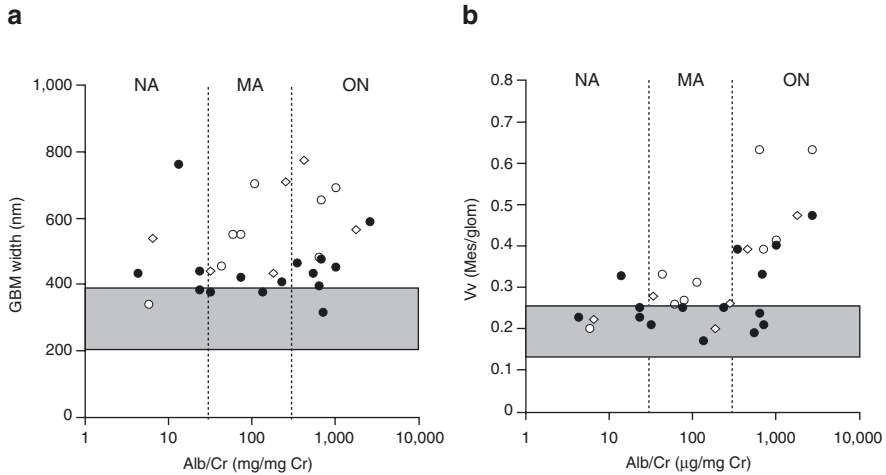 a
1,000
800
600
400
200
0
GBM width (nm)
NA
MA
ON
1
10
100
1,000
10,000
Alb/Cr (mg/mg Cr)
b
0.8
0.7
0.6
0.5
0.4
0.3
0.2
0.1
0
Vv (Mes/glom)
NA
MA
ON
1
10
100
1,000
10,000
Alb/Cr (μg/mg Cr)